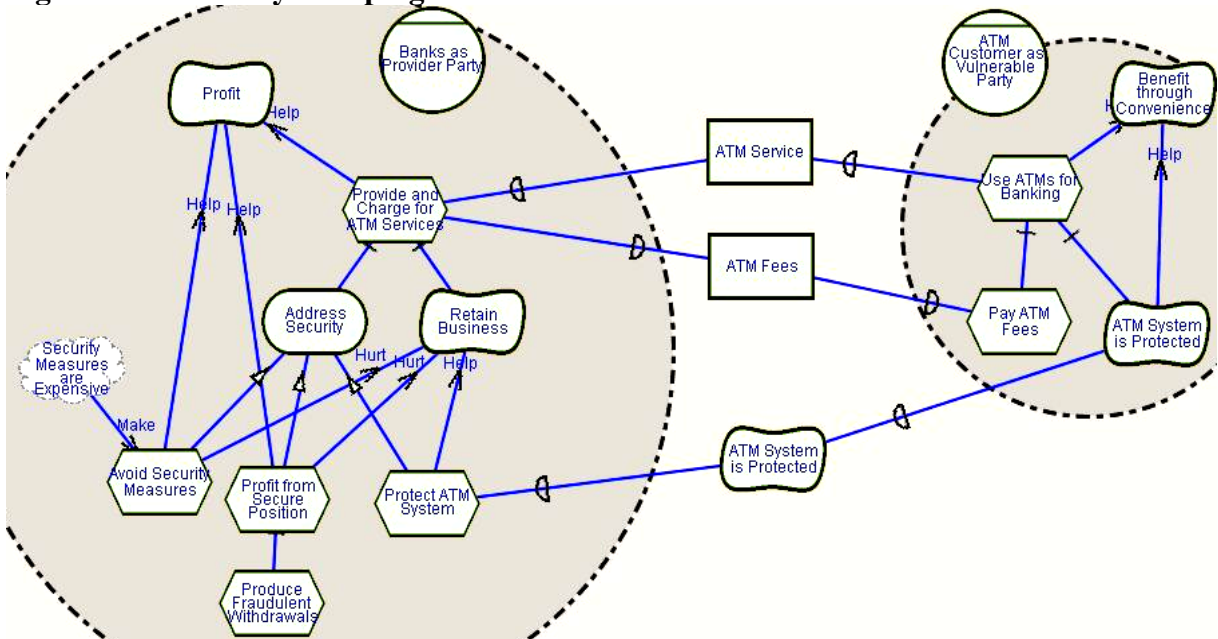 Banks as
Provider Party
ATM
Customer as
Vulnerable
Party
Benefit
through
Convenience
Profit
Help
Help
ATM Service
Provide and
Charge for
ATM Services
Use ATMs for
Banking
Help
Help
ATM Fees
Address
Security
Retain
Business
Pay ATM
Fees
ATM System
is Protected
Security
Measures
are
Expensive
Hurt
Hurt
Help
Make
Avoid Security
Measures
Profit from
Secure
Position
Protect ATM
System
ATM System
is Protected
Produce
Fraudulent
Withdrawals